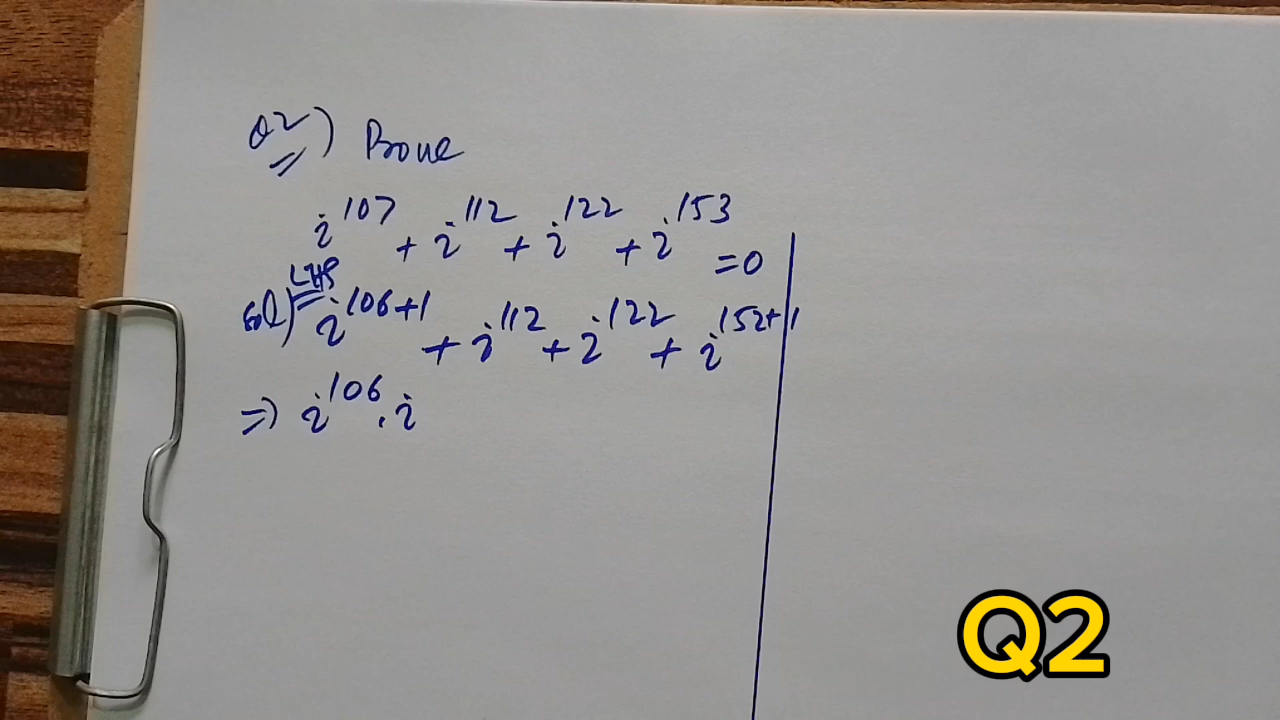 Q2) Prove
i^107 + i^112 + i^122 + i^153 = 0
Sol) LHS i^106+1 + i^112 + i^122 + i^152+1
=> i^106 . i
Q2